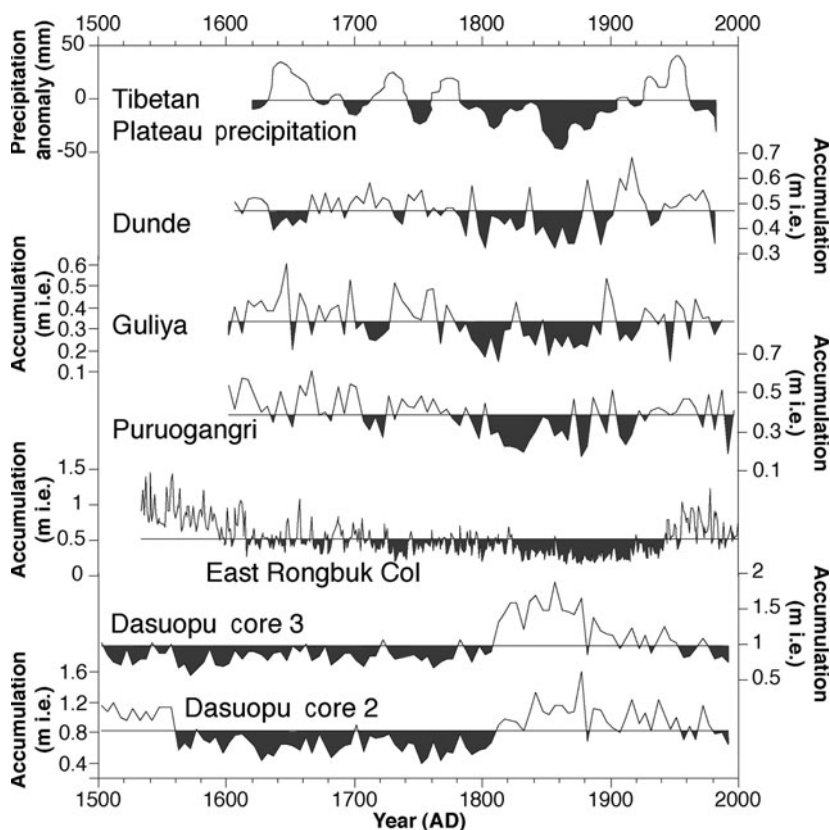 1500 1600 1700 1800 1900 2000
Precipitation
anomaly (mm)
50
0
-50
Tibetan
Plateau precipitation
Accumulation
(m i.e.)
0.7
0.6
0.5
0.4
0.3
Dunde
Accumulation
(m i.e.)
0.6
0.5
0.4
0.3
0.2
0.1
Guliya
Accumulation
(m i.e.)
0.7
0.5
0.3
0.1
Puruogangri
Accumulation
(m i.e.)
1.5
1
0.5
0
East Rongbuk Col
Accumulation
(m i.e.)
2
1.5
1
0.5
Dasuopu core 3
Accumulation
(m i.e.)
1.6
1.2
0.8
0.4
Dasuopu core 2
1500 1600 1700 1800 1900 2000
Year (AD)